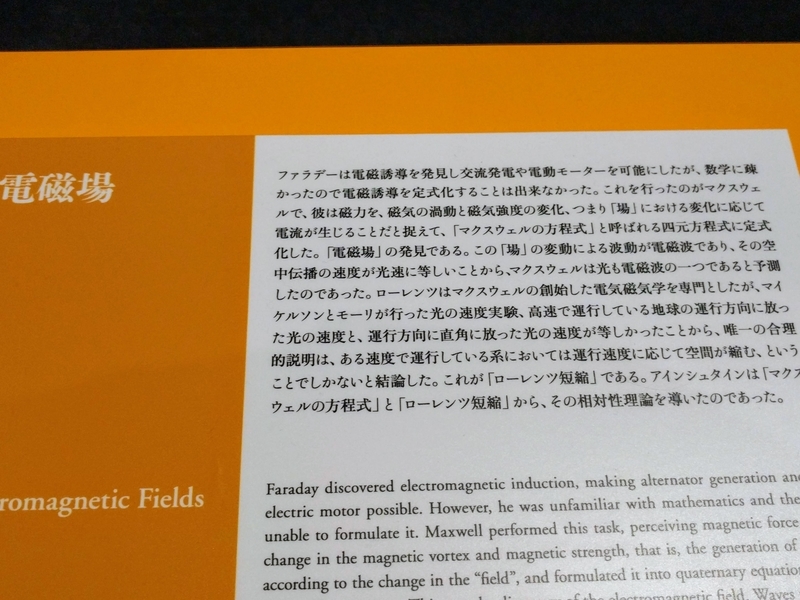 電磁場
ファラデーは電磁誘導を発見し交流発電や電動モーターを可能にしたが、数学に疎
かったので電磁誘導を定式化することは出来なかった。これを行ったのがマクスウェ
ルで、彼は磁力を、磁気の渦動と磁気強度の変化、つまり「場」における変化に応じて
電流が生じることだと捉えて、「マクスウェルの方程式」と呼ばれる四元方程式に定式
化した。「電磁場」の発見である。この「場」の変動による波動が電磁波であり、その空
中伝播の速度が光速に等しいことから、マクスウェルは光も電磁波の一つであると予測
したのであった。ローレンツはマクスウェルの創始した電気磁気学を専門としたが、マイ
ケルソンとモーリが行った光の速度実験、高速で運行している地球の運行方向に放っ
た光の速度と、運行方向に直角に放った光の速度が等しかったことから、唯一の合理
的説明は、ある速度で運行している系においては運行速度に応じて空間が縮む、という
ことでしかないと結論した。これが「ローレンツ短縮」である。アインシュタインは「マクス
ウェルの方程式」と「ローレンツ短縮」から、その相対性理論を導いたのであった。
romagnetic Fields
Faraday discovered electromagnetic induction, making alternator generation and
electric motor possible. However, he was unfamiliar with mathematics and the
unable to formulate it. Maxwell performed this task, perceiving magnetic force
change in the magnetic vortex and magnetic strength, that is, the generation of
according to the change in the “field”, and formulated it into quaternary equatio
of the electromagnetic field. Waves